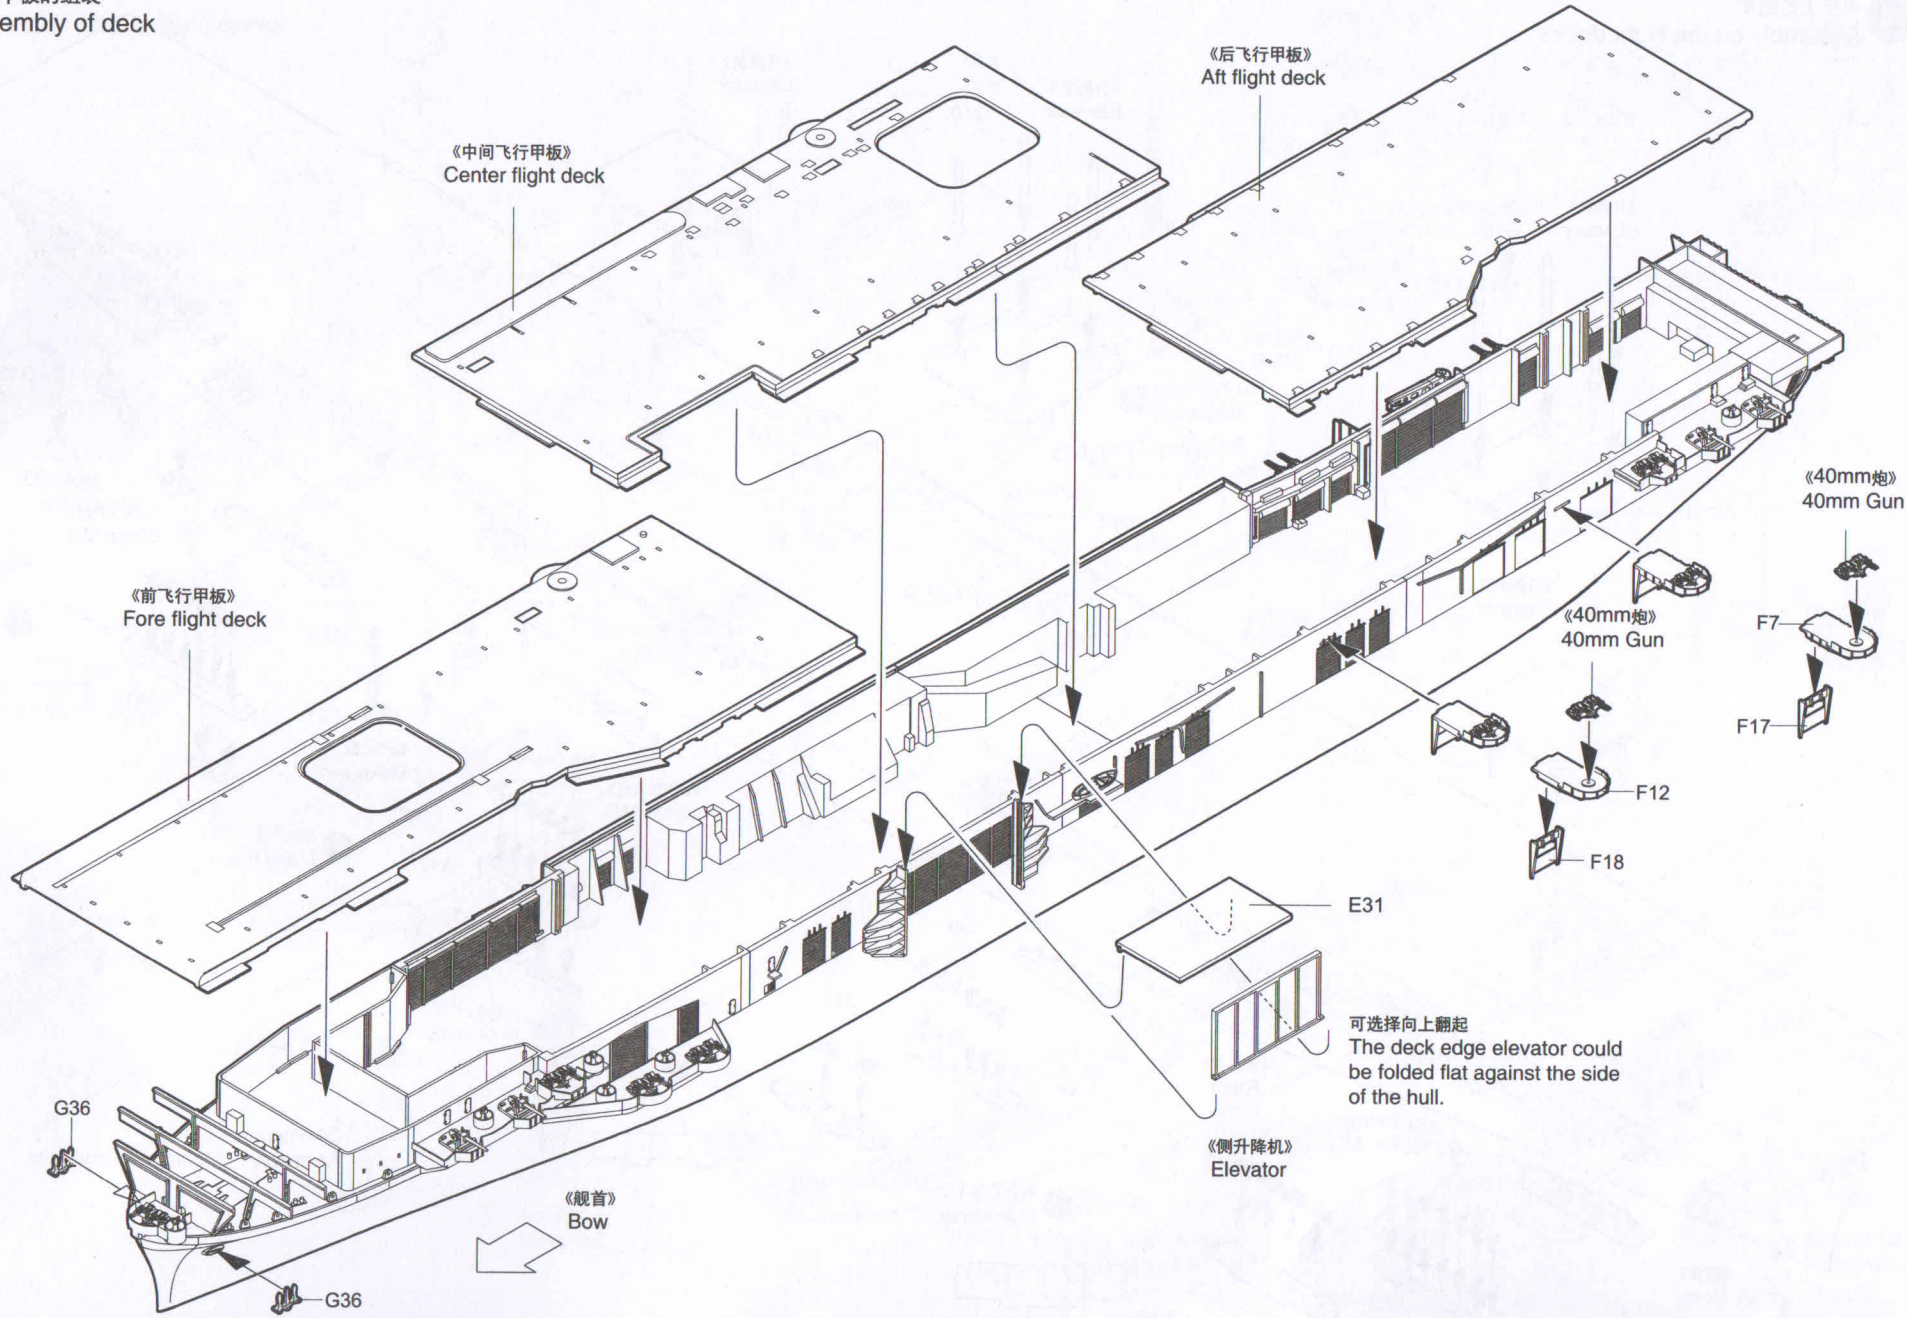 embly of deck
《后飞行甲板》
Aft flight deck
《中间飞行甲板》
Center flight deck
《40mm炮》
40mm Gun
《前飞行甲板》
Fore flight deck
《40mm炮》
40mm Gun
F7
F17
F12
F18
E31
可选择向上翻起
The deck edge elevator could
be folded flat against the side
of the hull.
G36
《侧升降机》
Elevator
《舰首》
Bow
G36